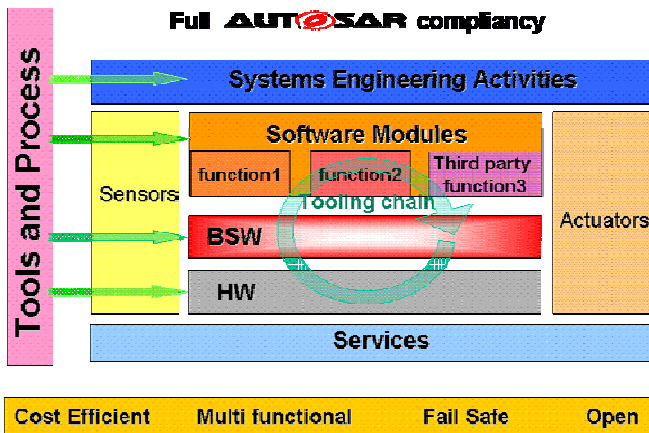 Full AUTOSAR compliancy
Tools and Process
Systems Engineering Activities
Software Modules
Sensors
function1
function2
Third party
function3
Tooling chain
Actuators
BSW
HW
Services
Cost Efficient Multi functional Fail Safe Open